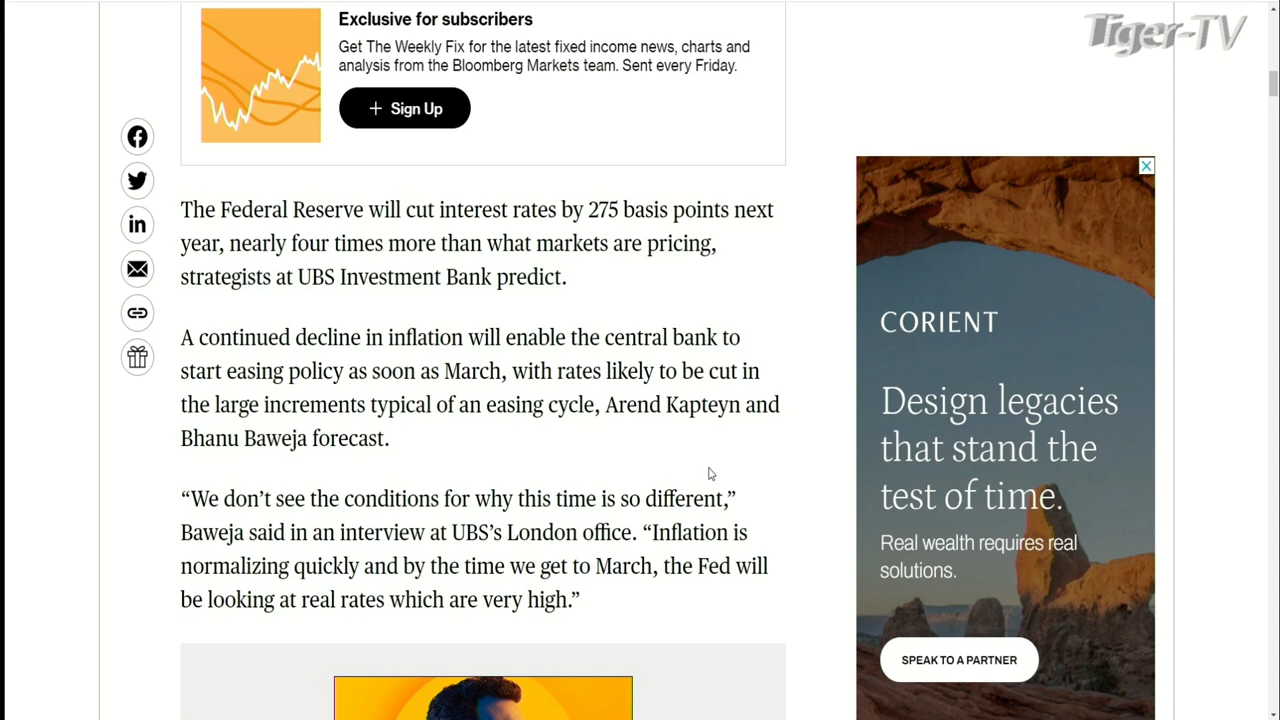 Tiger-TV
Exclusive for subscribers
Get The Weekly Fix for the latest fixed income news, charts and
analysis from the Bloomberg Markets team. Sent every Friday.
+ Sign Up
The Federal Reserve will cut interest rates by 275 basis points next
year, nearly four times more than what markets are pricing,
strategists at UBS Investment Bank predict.
A continued decline in inflation will enable the central bank to
start easing policy as soon as March, with rates likely to be cut in
the large increments typical of an easing cycle, Arend Kapteyn and
Bhanu Baweja forecast.
“We don’t see the conditions for why this time is so different,”
Baweja said in an interview at UBS’s London office. “Inflation is
normalizing quickly and by the time we get to March, the Fed will
be looking at real rates which are very high.”
CORIENT
Design legacies
that stand the
test of time.
Real wealth requires real
solutions.
SPEAK TO A PARTNER